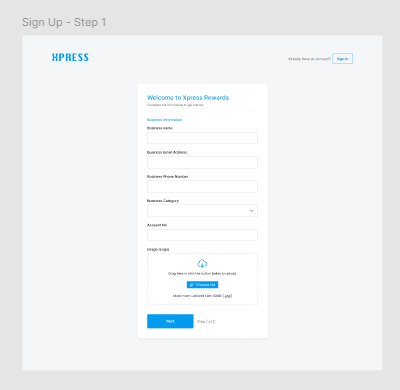 Sign Up - Step 1
XPRESS
Already have an account? Sign In
Welcome to Xpress Rewards
Complete the form below to get started
Business Information
Business name
Business Email Address
Business Phone Number
Business Category
Account No
Image (Logo)
Drag here or click the button below to upload
Choose file
Maximum upload size: 50MB (.jpg)
Next
(Step 1 of 2)